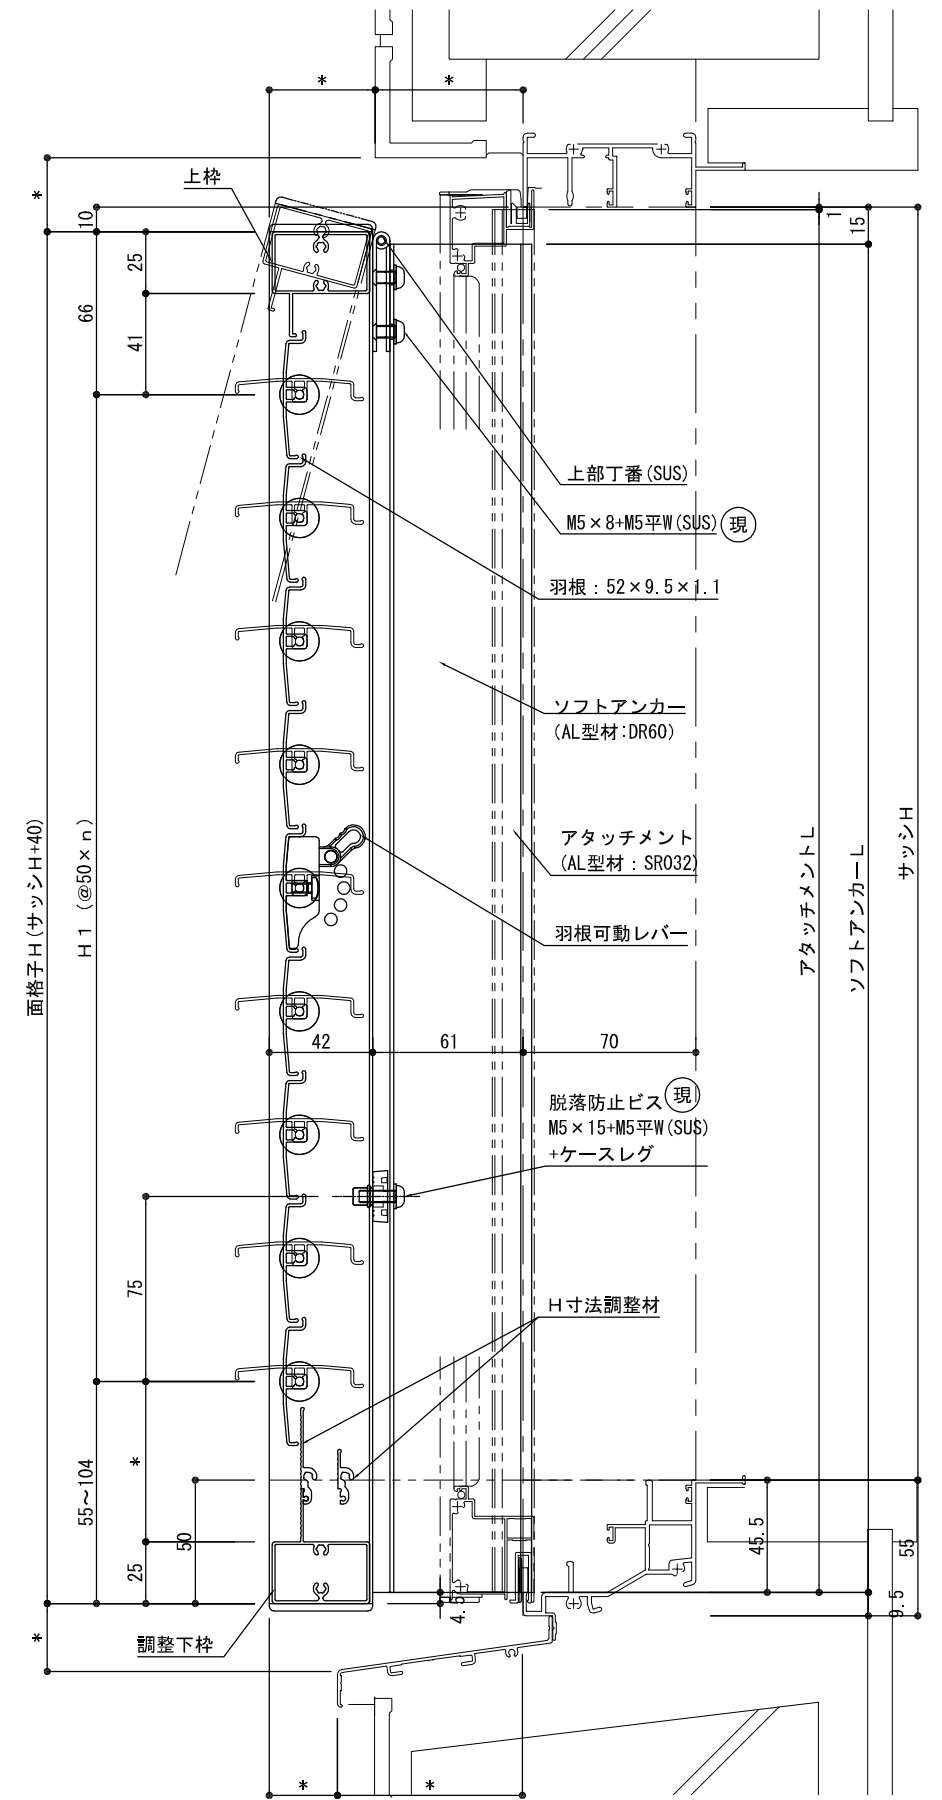 *
*
上枠
*
10
1
15
25
66
41
上部丁番(SUS)
M5×8+M5平W(SUS) 現
羽根：52×9.5×1.1
ソフトアンカー
(AL型材:DR60)
アタッチメント
(AL型材：SR032)
羽根可動レバー
面格子H(サッシH+40)
H1 (@50×n)
アタッチメントL
ソフトアンカーL
サッシH
42
61
70
脱落防止ビス 現
M5×15+M5平W(SUS)
+ケースレグ
75
H寸法調整材
*
55~104
50
45.5
55
25
4.5
9.5
*
調整下枠
*
*